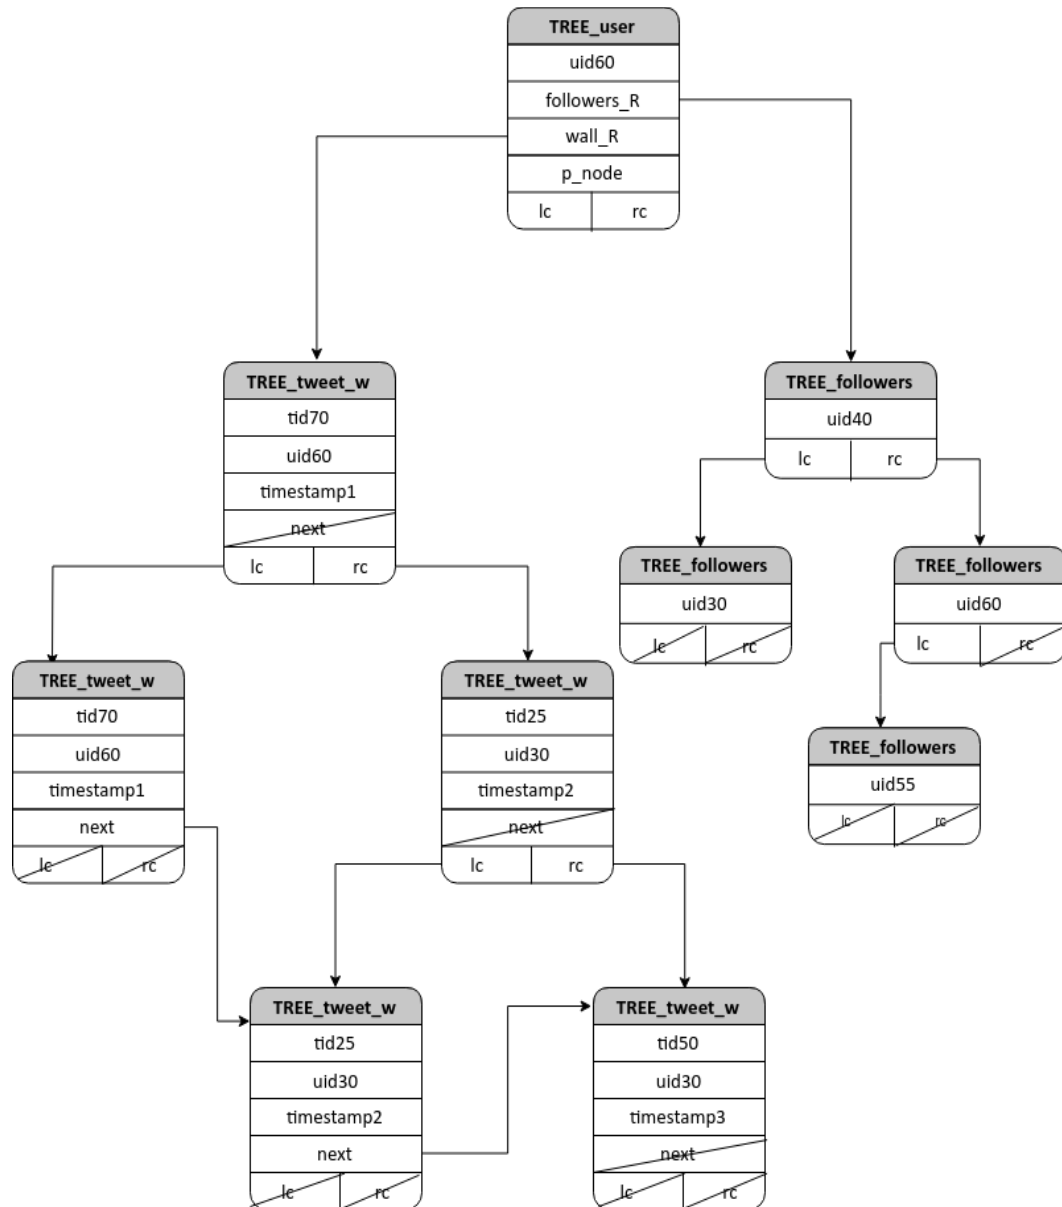 TREE_user
uid60
followers_R
wall_R
p_node
lc rc
TREE_tweet_w
tid70
uid60
timestamp1
next
lc rc
TREE_followers
uid40
lc rc
TREE_followers
uid30
lc rc
TREE_followers
uid60
lc rc
TREE_tweet_w
tid70
uid60
timestamp1
next
lc rc
TREE_tweet_w
tid25
uid30
timestamp2
next
lc rc
TREE_followers
uid55
lc rc
TREE_tweet_w
tid25
uid30
timestamp2
next
lc rc
TREE_tweet_w
tid50
uid30
timestamp3
next
lc rc